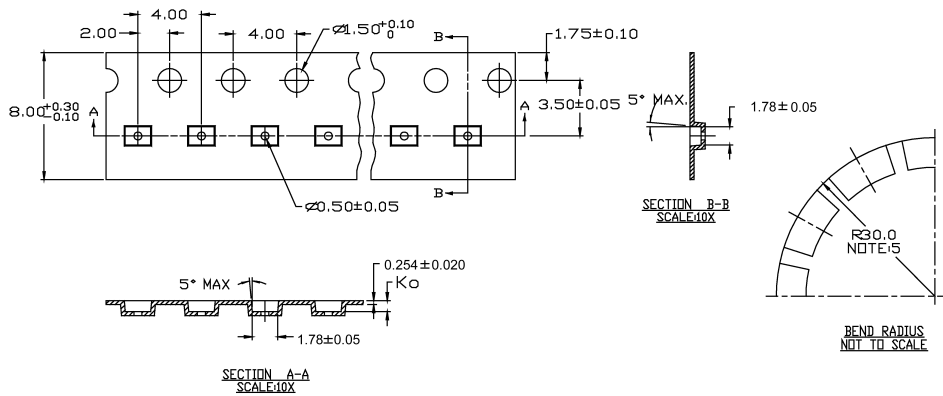 4.00
2.00
4.00
⌀1.50+0.10 0
B
1.75±0.10
8.00+0.30 -0.10
A
A
3.50±0.05
5° MAX.
1.78±0.05
B
⌀0.50±0.05
SECTION B-B
SCALE:10X
R30.0
NOTE:5
5° MAX
0.254±0.020
Ko
1.78±0.05
BEND RADIUS
NOT TO SCALE
SECTION A-A
SCALE:10X